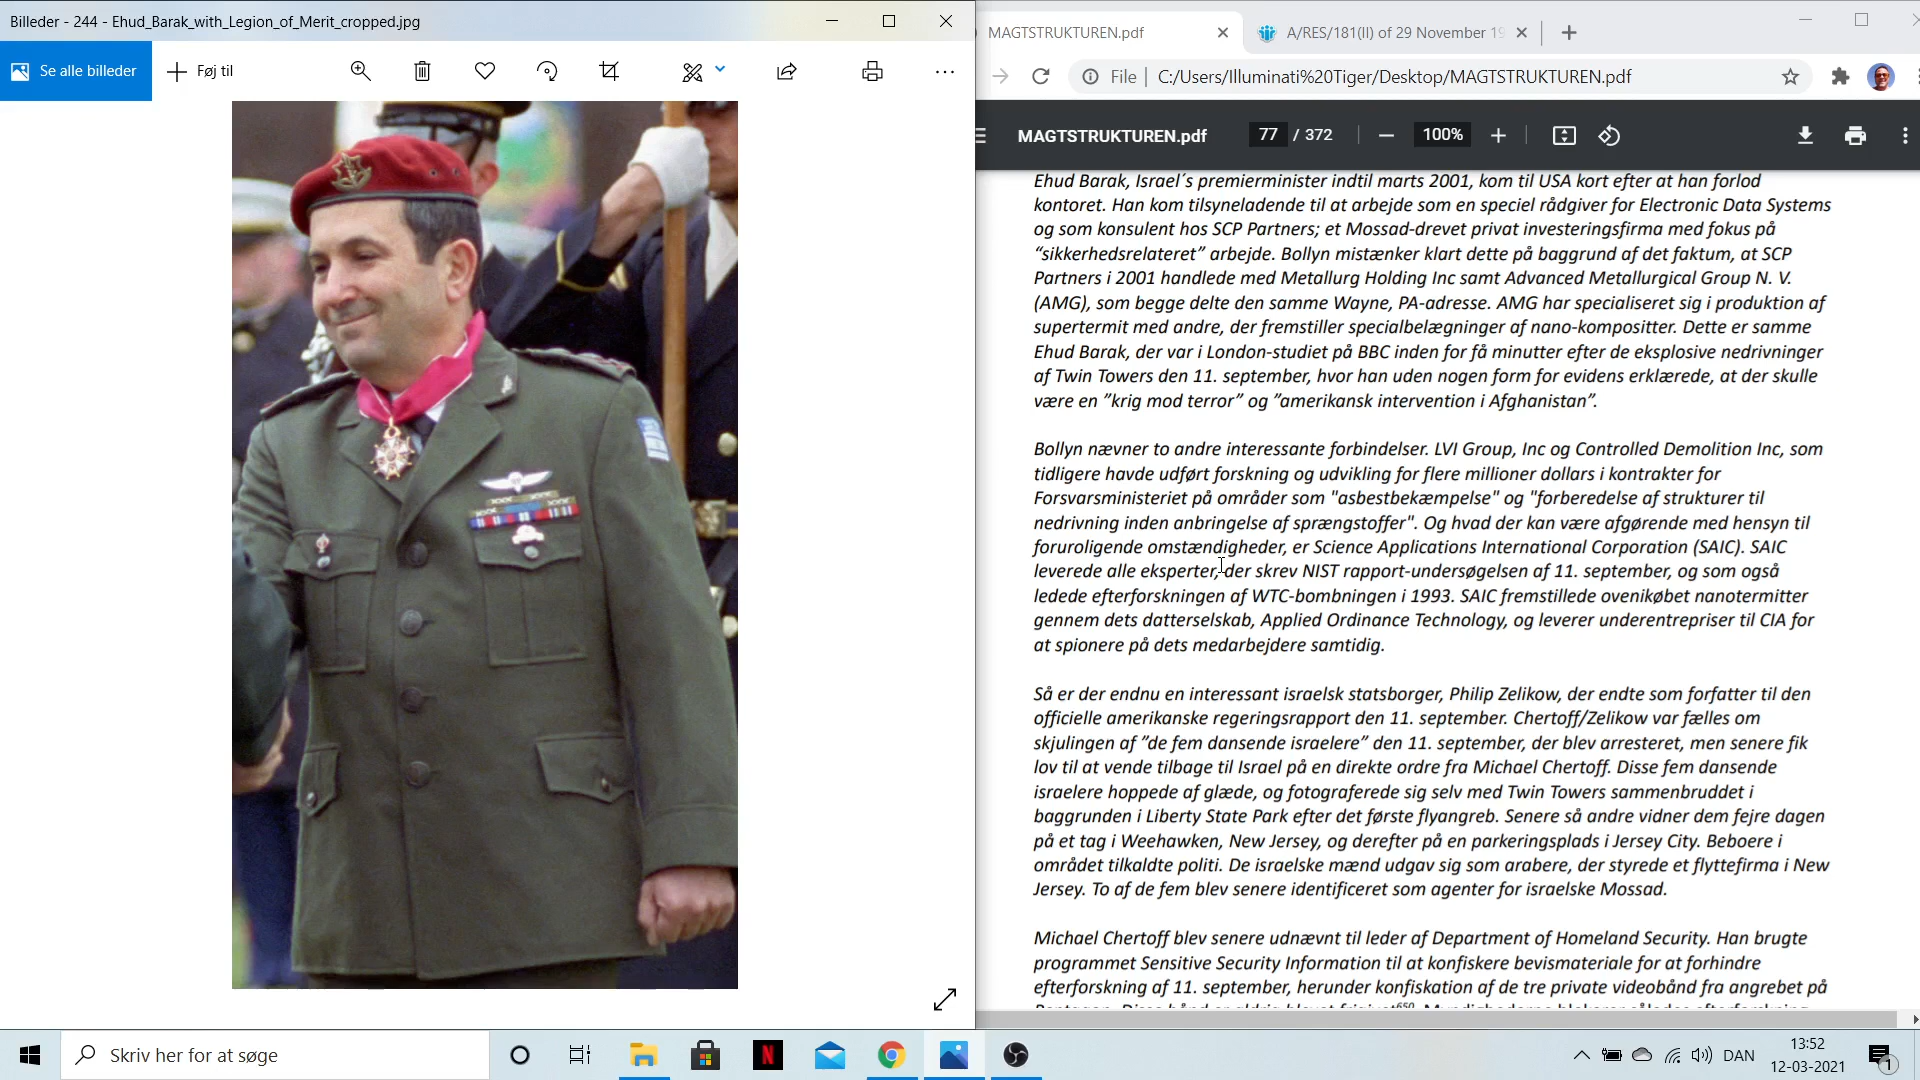 Billeder - 244 - Ehud_Barak_with_Legion_of_Merit_cropped.jpg
Se alle billeder
Føj til
MAGTSTRUKTUREN.pdf
A/RES/181(II) of 29 November 19
File
C:/Users/Illuminati%20Tiger/Desktop/MAGTSTRUKTUREN.pdf
MAGTSTRUKTUREN.pdf
77 / 372
100%
Ehud Barak, Israel´s premierminister indtil marts 2001, kom til USA kort efter at han forlod
kontoret. Han kom tilsyneladende til at arbejde som en speciel rådgiver for Electronic Data Systems
og som konsulent hos SCP Partners; et Mossad-drevet privat investeringsfirma med fokus på
“sikkerhedsrelateret” arbejde. Bollyn mistænker klart dette på baggrund af det faktum, at SCP
Partners i 2001 handlede med Metallurg Holding Inc samt Advanced Metallurgical Group N. V.
(AMG), som begge delte den samme Wayne, PA-adresse. AMG har specialiseret sig i produktion af
supertermit med andre, der fremstiller specialbelægninger af nano-kompositter. Dette er samme
Ehud Barak, der var i London-studiet på BBC inden for få minutter efter de eksplosive nedrivninger
af Twin Towers den 11. september, hvor han uden nogen form for evidens erklærede, at der skulle
være en ”krig mod terror” og ”amerikansk intervention i Afghanistan”.
Bollyn nævner to andre interessante forbindelser. LVI Group, Inc og Controlled Demolition Inc, som
tidligere havde udført forskning og udvikling for flere millioner dollars i kontrakter for
Forsvarsministeriet på områder som "asbestbekæmpelse" og "forberedelse af strukturer til
nedrivning inden anbringelse af sprængstoffer". Og hvad der kan være afgørende med hensyn til
foruroligende omstændigheder, er Science Applications International Corporation (SAIC). SAIC
leverede alle eksperter, der skrev NIST rapport-undersøgelsen af 11. september, og som også
ledede efterforskningen af WTC-bombningen i 1993. SAIC fremstillede ovenikøbet nanotermitter
gennem dets datterselskab, Applied Ordinance Technology, og leverer underentrepriser til CIA for
at spionere på dets medarbejdere samtidig.
Så er der endnu en interessant israelsk statsborger, Philip Zelikow, der endte som forfatter til den
officielle amerikanske regeringsrapport den 11. september. Chertoff/Zelikow var fælles om
skjulingen af ”de fem dansende israelere” den 11. september, der blev arresteret, men senere fik
lov til at vende tilbage til Israel på en direkte ordre fra Michael Chertoff. Disse fem dansende
israelere hoppede af glæde, og fotograferede sig selv med Twin Towers sammenbruddet i
baggrunden i Liberty State Park efter det første flyangreb. Senere så andre vidner dem fejre dagen
på et tag i Weehawken, New Jersey, og derefter på en parkeringsplads i Jersey City. Beboere i
området tilkaldte politi. De israelske mænd udgav sig som arabere, der styrede et flyttefirma i New
Jersey. To af de fem blev senere identificeret som agenter for israelske Mossad.
Michael Chertoff blev senere udnævnt til leder af Department of Homeland Security. Han brugte
programmet Sensitive Security Information til at konfiskere bevismateriale for at forhindre
efterforskning af 11. september, herunder konfiskation af de tre private videobånd fra angrebet på
Skriv her for at søge
DAN
13:52
12-03-2021
1